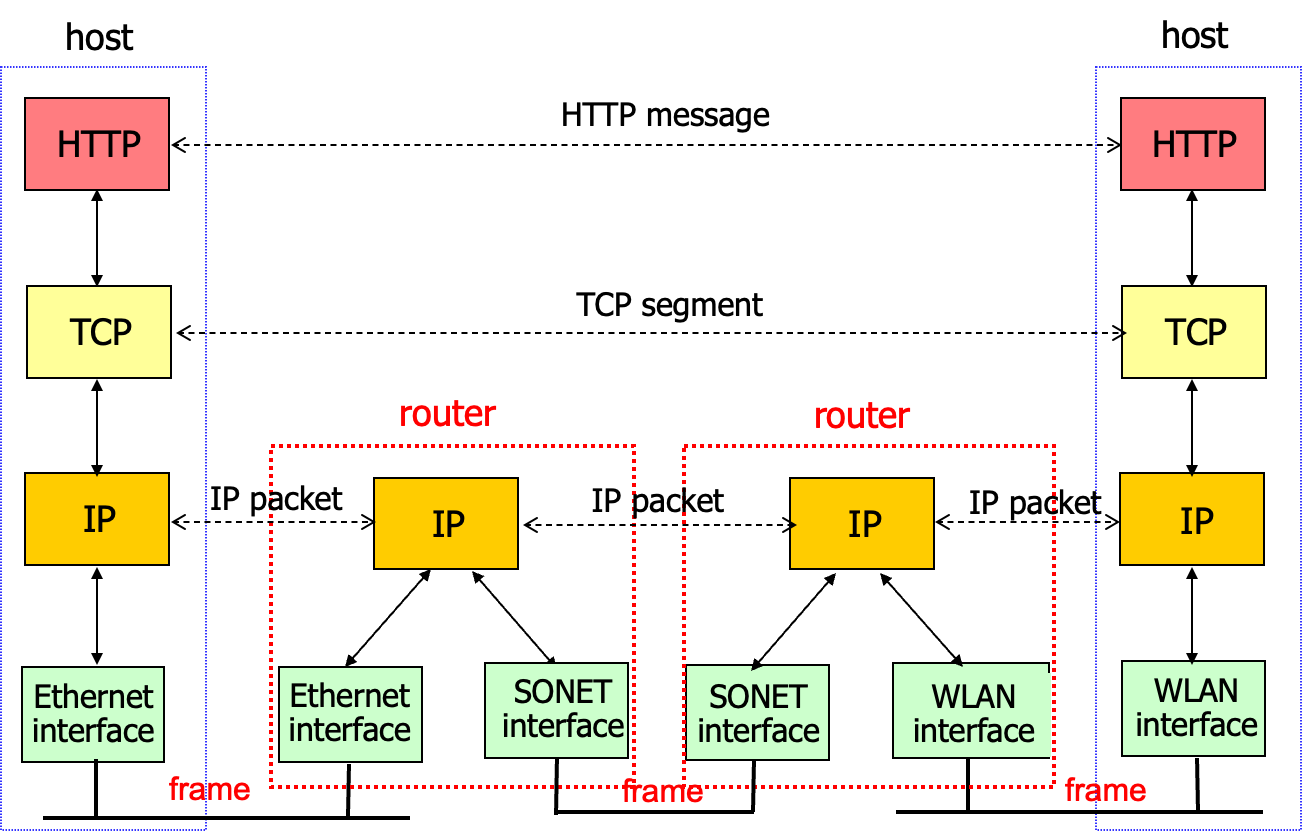 host
host
HTTP
HTTP message
HTTP
TCP
TCP segment
TCP
router
router
IP
IP packet
IP
IP packet
IP
IP packet
IP
Ethernet
interface
Ethernet
interface
SONET
interface
SONET
interface
WLAN
interface
WLAN
interface
frame
frame
frame